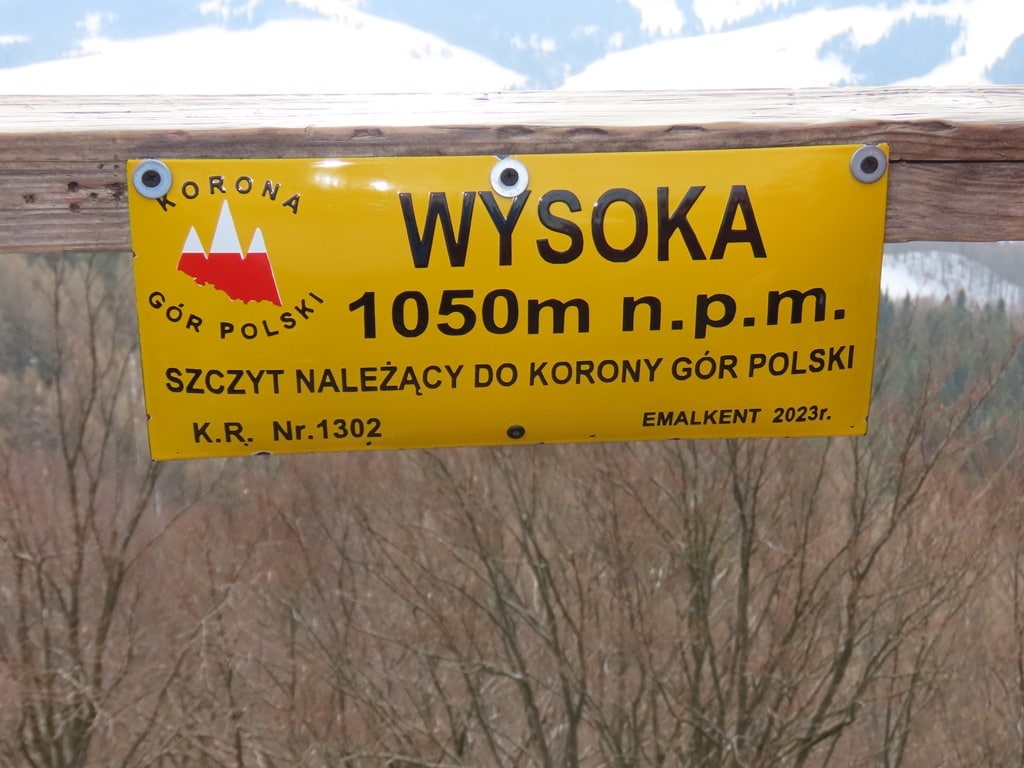 KORONA
GÓR POLSKI
WYSOKA
1050m n.p.m.
SZCZYT NALEŻĄCY DO KORONY GÓR POLSKI
K.R. Nr.1302
EMALKENT 2023r.